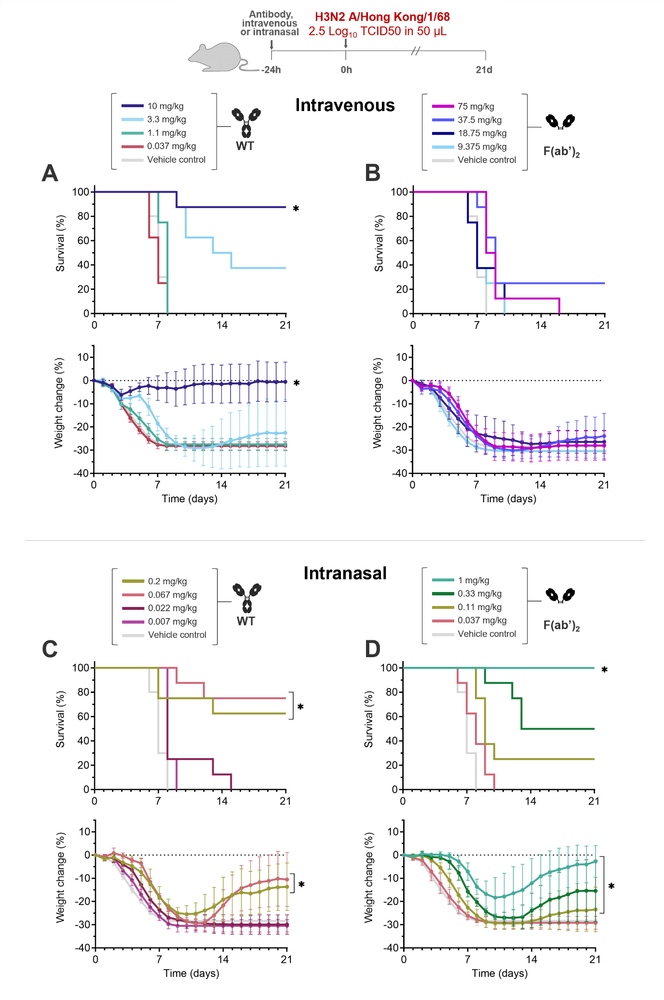 Antibody,
intravenous
or intranasal
H3N2 A/Hong Kong/1/68
2.5 Log10 TCID50 in 50 µL
-24h
0h
21d
Intravenous
10 mg/kg
3.3 mg/kg
1.1 mg/kg
0.037 mg/kg
Vehicle control
WT
75 mg/kg
37.5 mg/kg
18.75 mg/kg
9.375 mg/kg
Vehicle control
F(ab’)2
A
Survival (%)
100
80
60
40
20
0
0 7 14 21
*
Weight change (%)
10
0
-10
-20
-30
-40
0 7 14 21
*
Time (days)
B
Survival (%)
100
80
60
40
20
0
0 7 14 21
Weight change (%)
10
0
-10
-20
-30
-40
0 7 14 21
Time (days)
Intranasal
0.2 mg/kg
0.067 mg/kg
0.022 mg/kg
0.007 mg/kg
Vehicle control
WT
1 mg/kg
0.33 mg/kg
0.11 mg/kg
0.037 mg/kg
Vehicle control
F(ab’)2
C
Survival (%)
100
80
60
40
20
0
0 7 14 21
*
Weight change (%)
10
0
-10
-20
-30
-40
0 7 14 21
*
Time (days)
D
Survival (%)
100
80
60
40
20
0
0 7 14 21
*
Weight change (%)
10
0
-10
-20
-30
-40
0 7 14 21
*
Time (days)